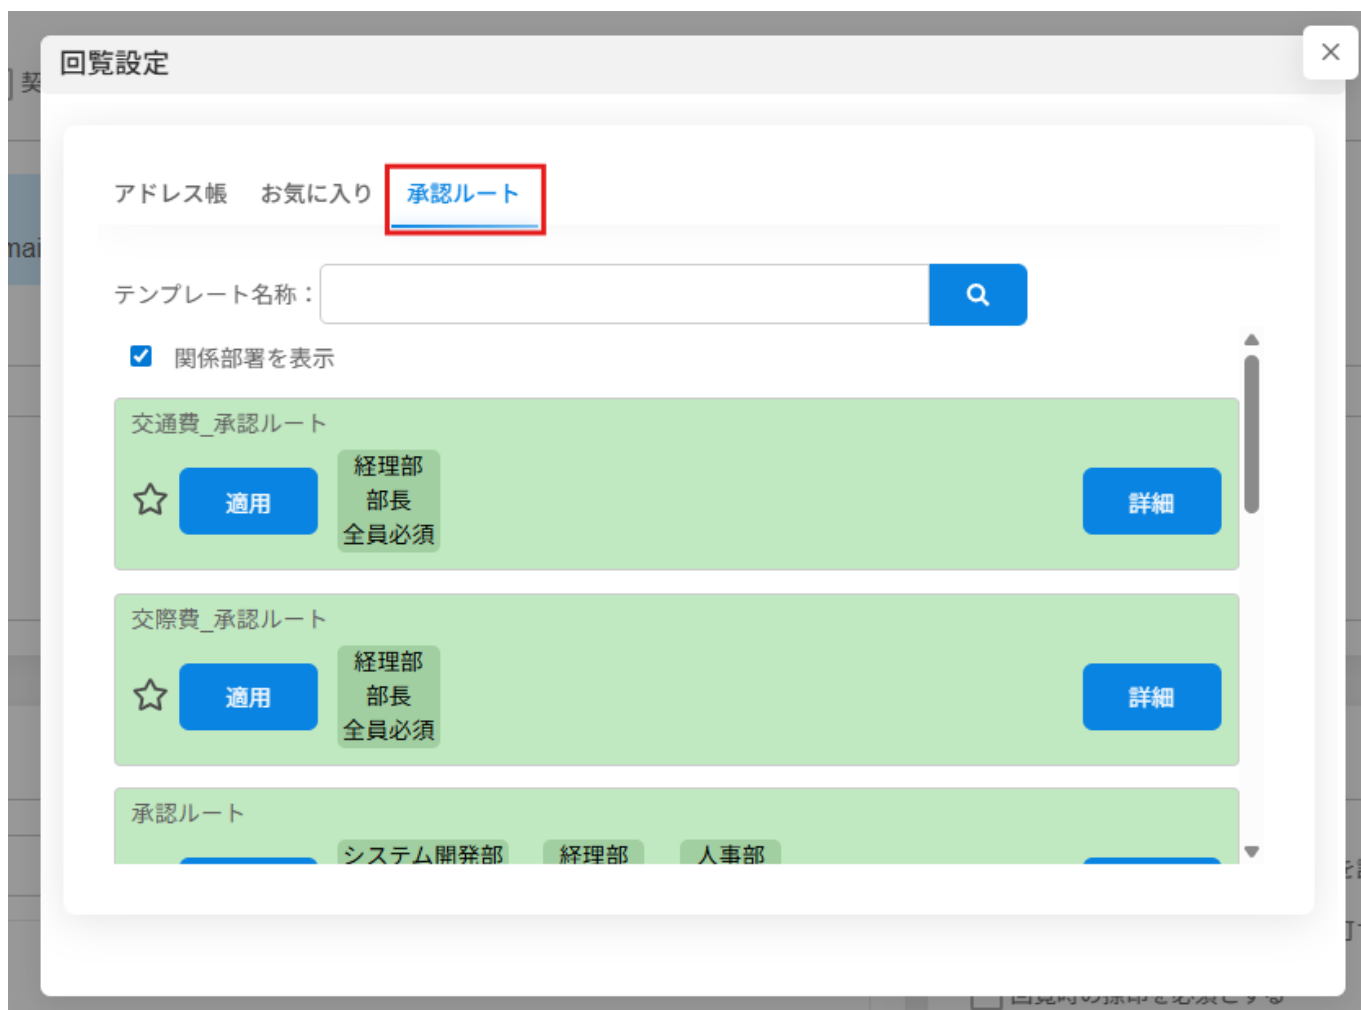 回覧設定
契
mai
アドレス帳 お気に入り 承認ルート
テンプレート名称：
関係部署を表示
交通費_承認ルート
適用
経理部
部長
全員必須
詳細
交際費_承認ルート
適用
経理部
部長
全員必須
詳細
承認ルート
システム開発部 経理部 人事部